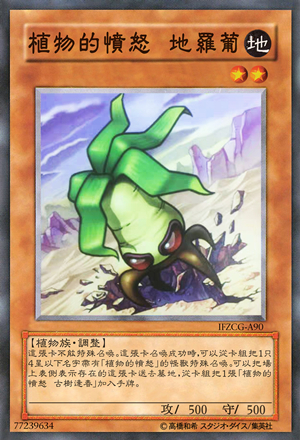 植物的憤怒 地羅葡
地
IFZCG-A90
【植物族・調整】
這張卡不能特殊召喚。這張卡召喚成功時,可以從卡組把1只
4星以下名字帶有「植物的憤怒」的怪獸特殊召喚。可以把場
上表側表示存在的這張卡送去墓地,從卡組把1張「植物的
憤怒 古樹達泰」加入手牌。
攻/ 500 守/ 500
77239634
©高橋和希 スタジオ・ダイス/集英社